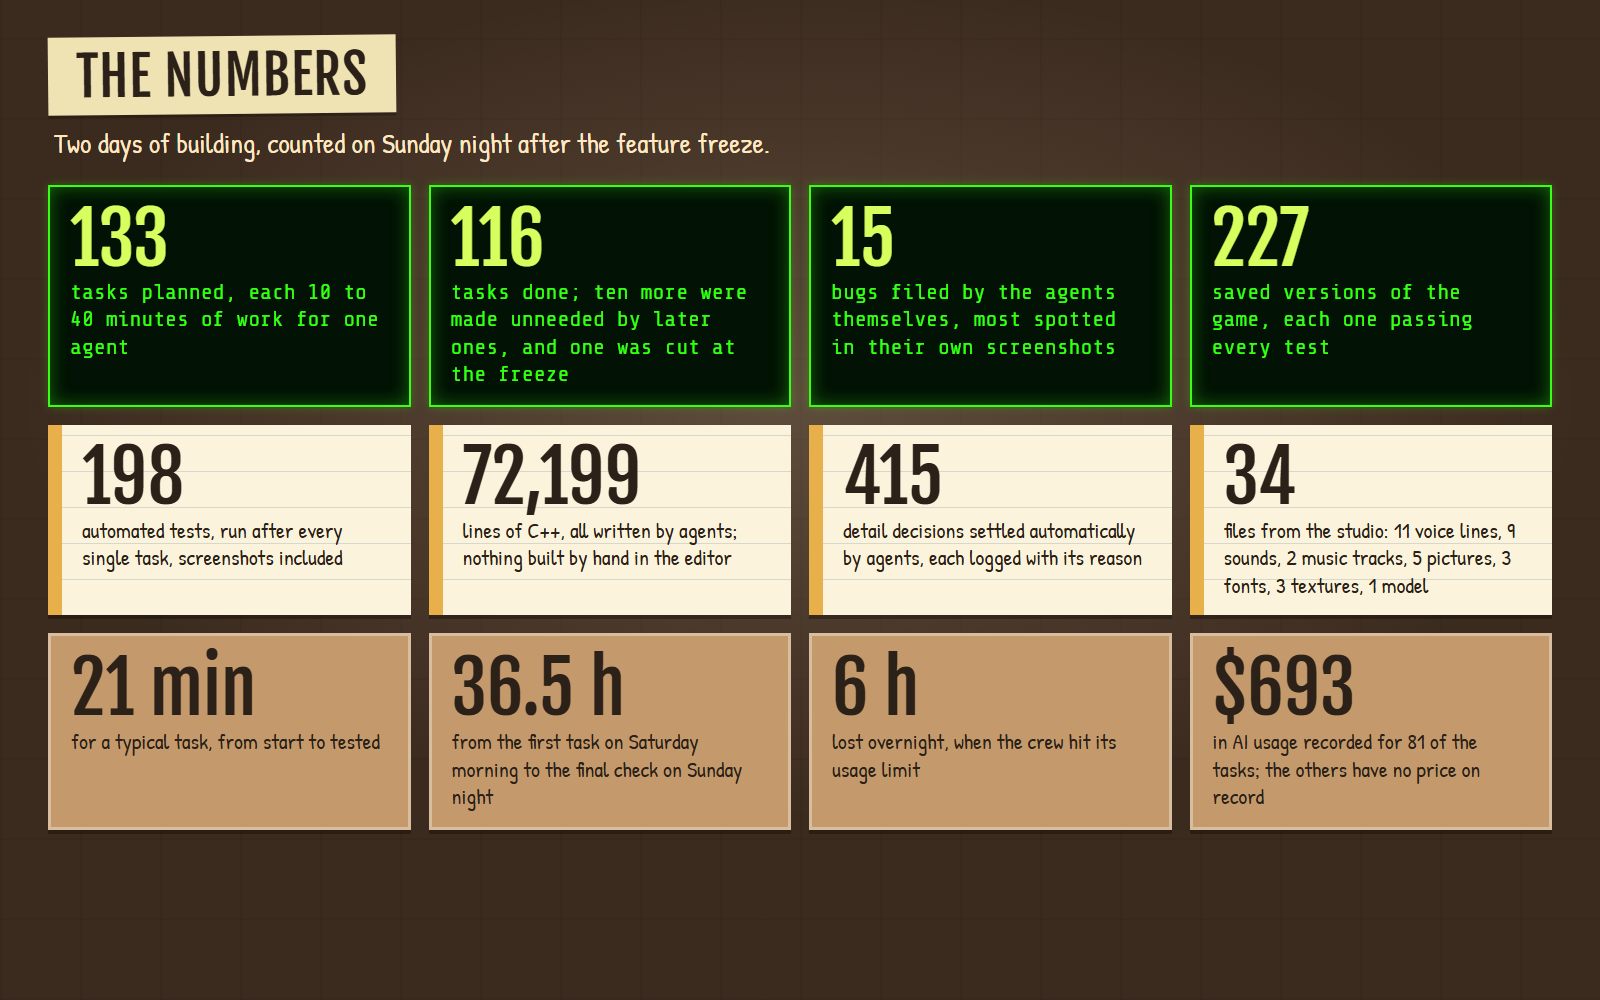 THE NUMBERS
Two days of building, counted on Sunday night after the feature freeze.
133
tasks planned, each 10 to
40 minutes of work for one
agent
116
tasks done; ten more were
made unneeded by later
ones, and one was cut at
the freeze
15
bugs filed by the agents
themselves, most spotted
in their own screenshots
227
saved versions of the
game, each one passing
every test
198
automated tests, run after every
single task, screenshots included
72,199
lines of C++, all written by agents;
nothing built by hand in the editor
415
detail decisions settled automatically
by agents, each logged with its reason
34
files from the studio: 11 voice lines, 9
sounds, 2 music tracks, 5 pictures, 3
fonts, 3 textures, 1 model
21 min
for a typical task, from start to tested
36.5 h
from the first task on Saturday
morning to the final check on Sunday
night
6 h
lost overnight, when the crew hit its
usage limit
$693
in AI usage recorded for 81 of the
tasks; the others have no price on
record